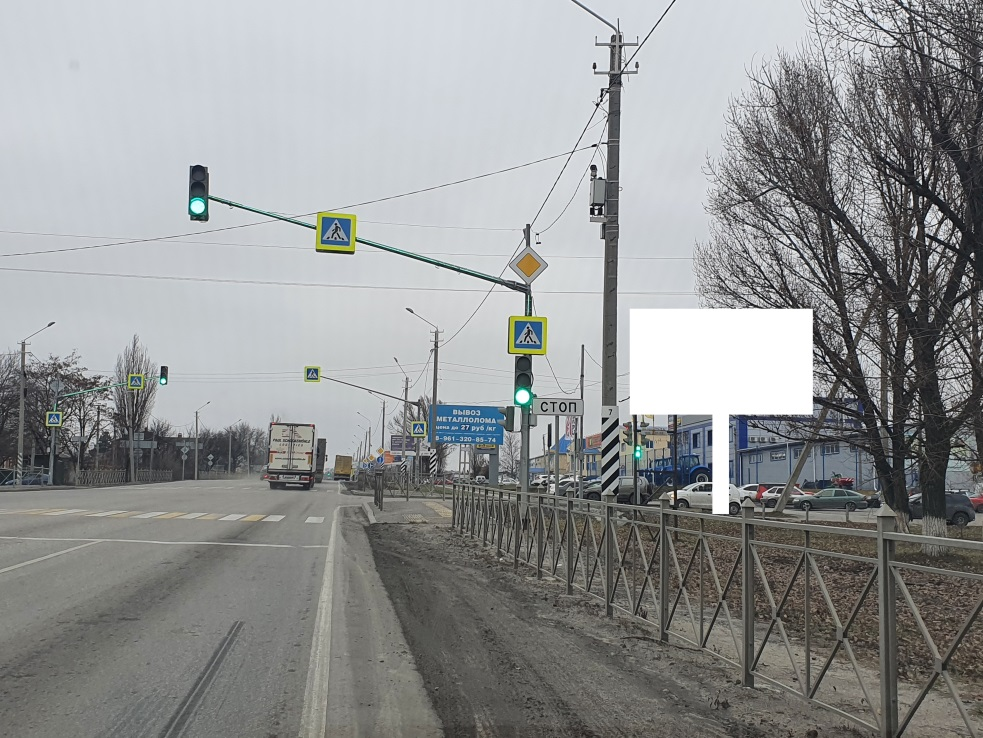 СТОП
ВЫВОЗ
МЕТАЛЛОЛОМА
цена до 27 руб /кг
8-961-320-85-74
7